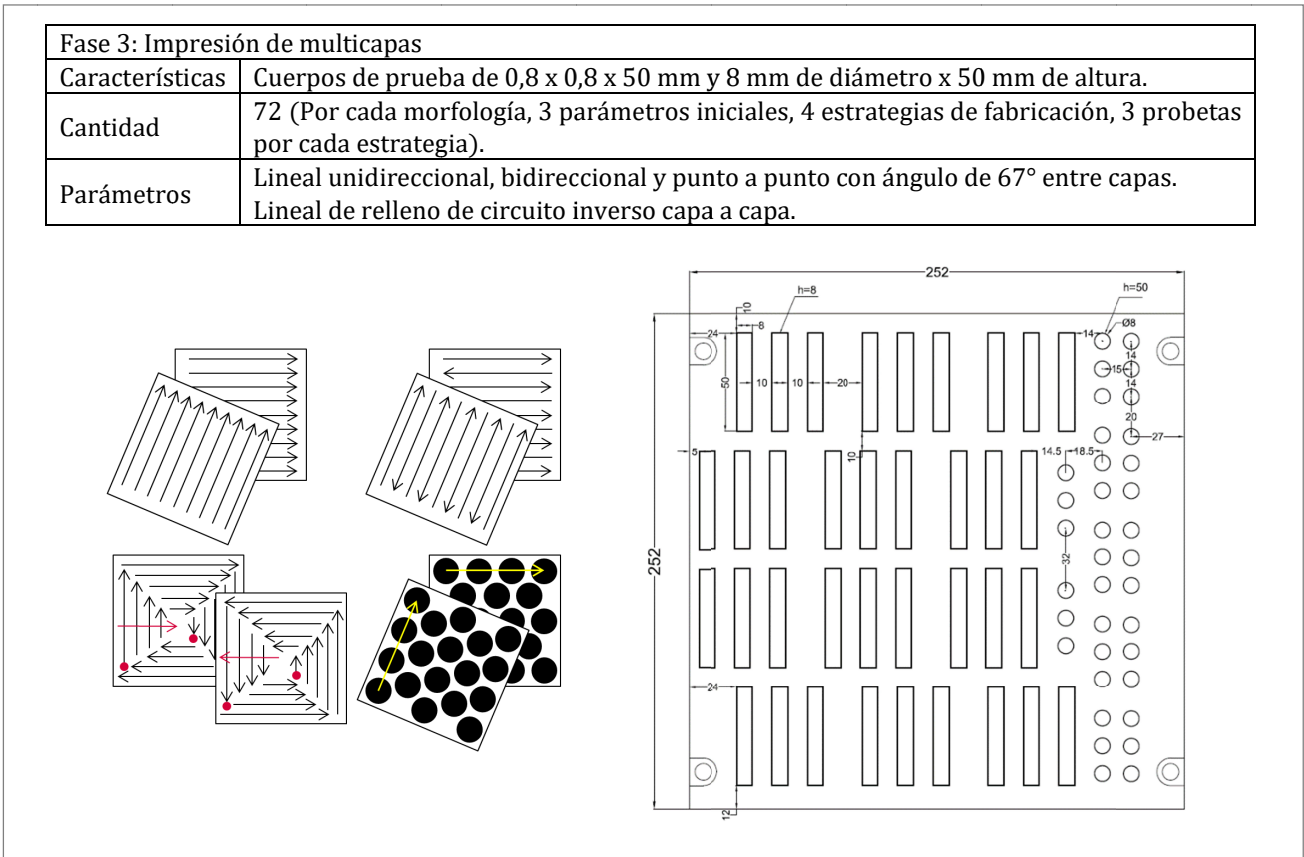 Fase 3: Impresión de multicapas
Características Cuerpos de prueba de 0,8 x 0,8 x 50 mm y 8 mm de diámetro x 50 mm de altura.
Cantidad 72 (Por cada morfología, 3 parámetros iniciales, 4 estrategias de fabricación, 3 probetas
por cada estrategia).
Parámetros Lineal unidireccional, bidireccional y punto a punto con ángulo de 67° entre capas.
Lineal de relleno de circuito inverso capa a capa.
252
h=8
h=50
10
24
8
14
Ø8
14
15
50
10
10
20
14
20
27
10
5
14.5
18.5
252
32
24
12